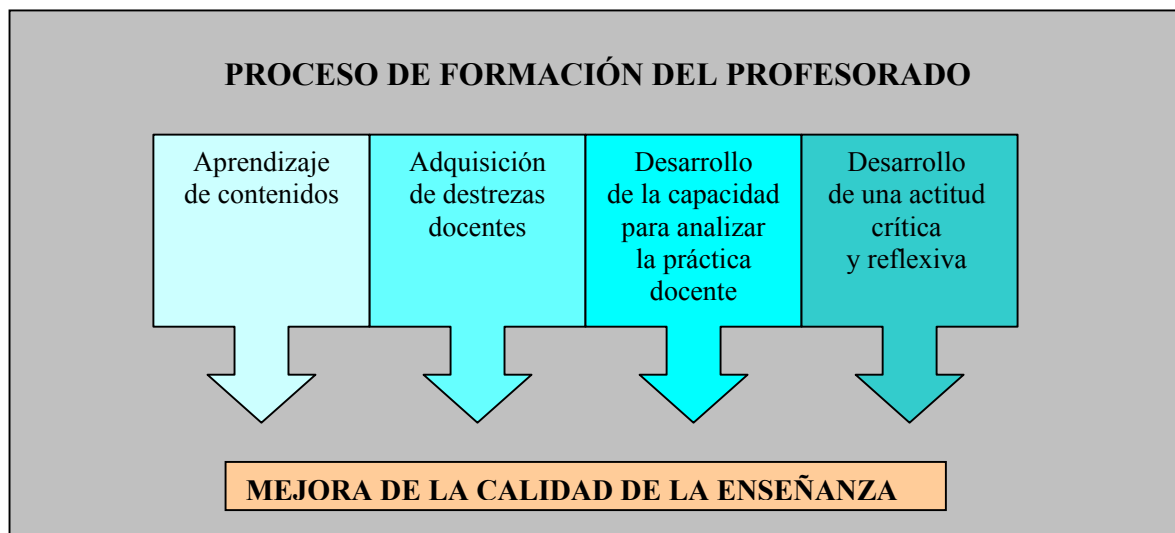 PROCESO DE FORMACIÓN DEL PROFESORADO
Aprendizaje
de contenidos
Adquisición
de destrezas
docentes
Desarrollo
de la capacidad
para analizar
la práctica
docente
Desarrollo
de una actitud
crítica
y reflexiva
MEJORA DE LA CALIDAD DE LA ENSEÑANZA